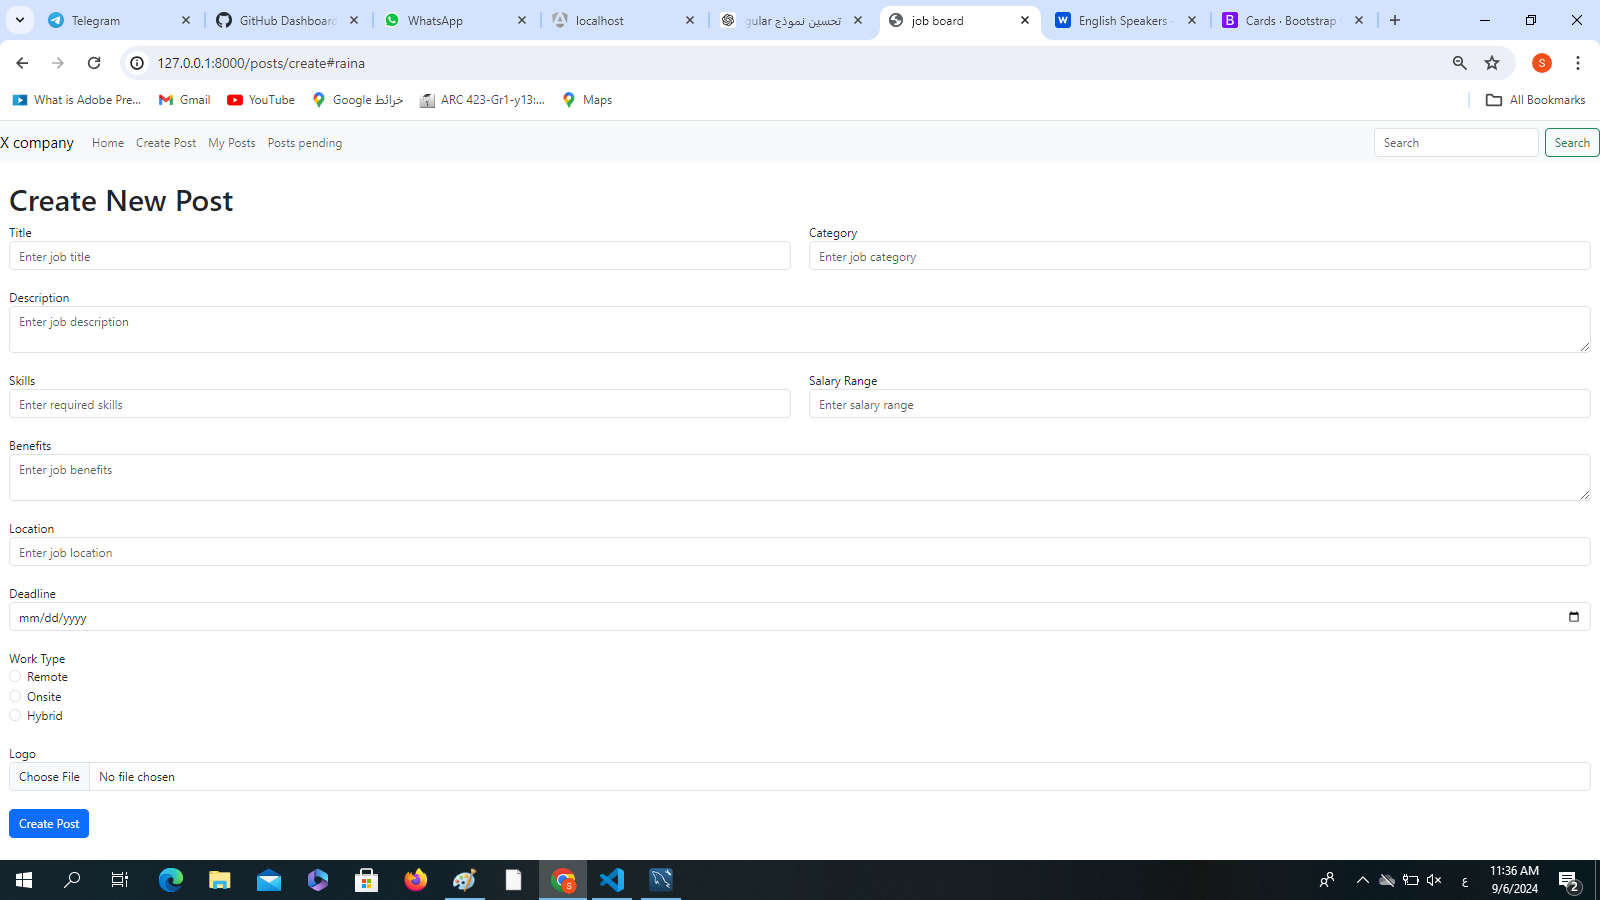 Telegram
GitHub Dashboard
WhatsApp
localhost
تحسين نموذج gular
job board
English Speakers
Cards · Bootstrap
127.0.0.1:8000/posts/create#raina
S
What is Adobe Pre...
Gmail
YouTube
Google خرائط
ARC 423-Gr1-y13:...
Maps
All Bookmarks
X company
Home
Create Post
My Posts
Posts pending
Search
Search
Create New Post
Title
Category
Enter job title
Enter job category
Description
Enter job description
Skills
Salary Range
Enter required skills
Enter salary range
Benefits
Enter job benefits
Location
Enter job location
Deadline
mm/dd/yyyy
Work Type
Remote
Onsite
Hybrid
Logo
Choose File
No file chosen
Create Post
ع
11:36 AM
9/6/2024
2